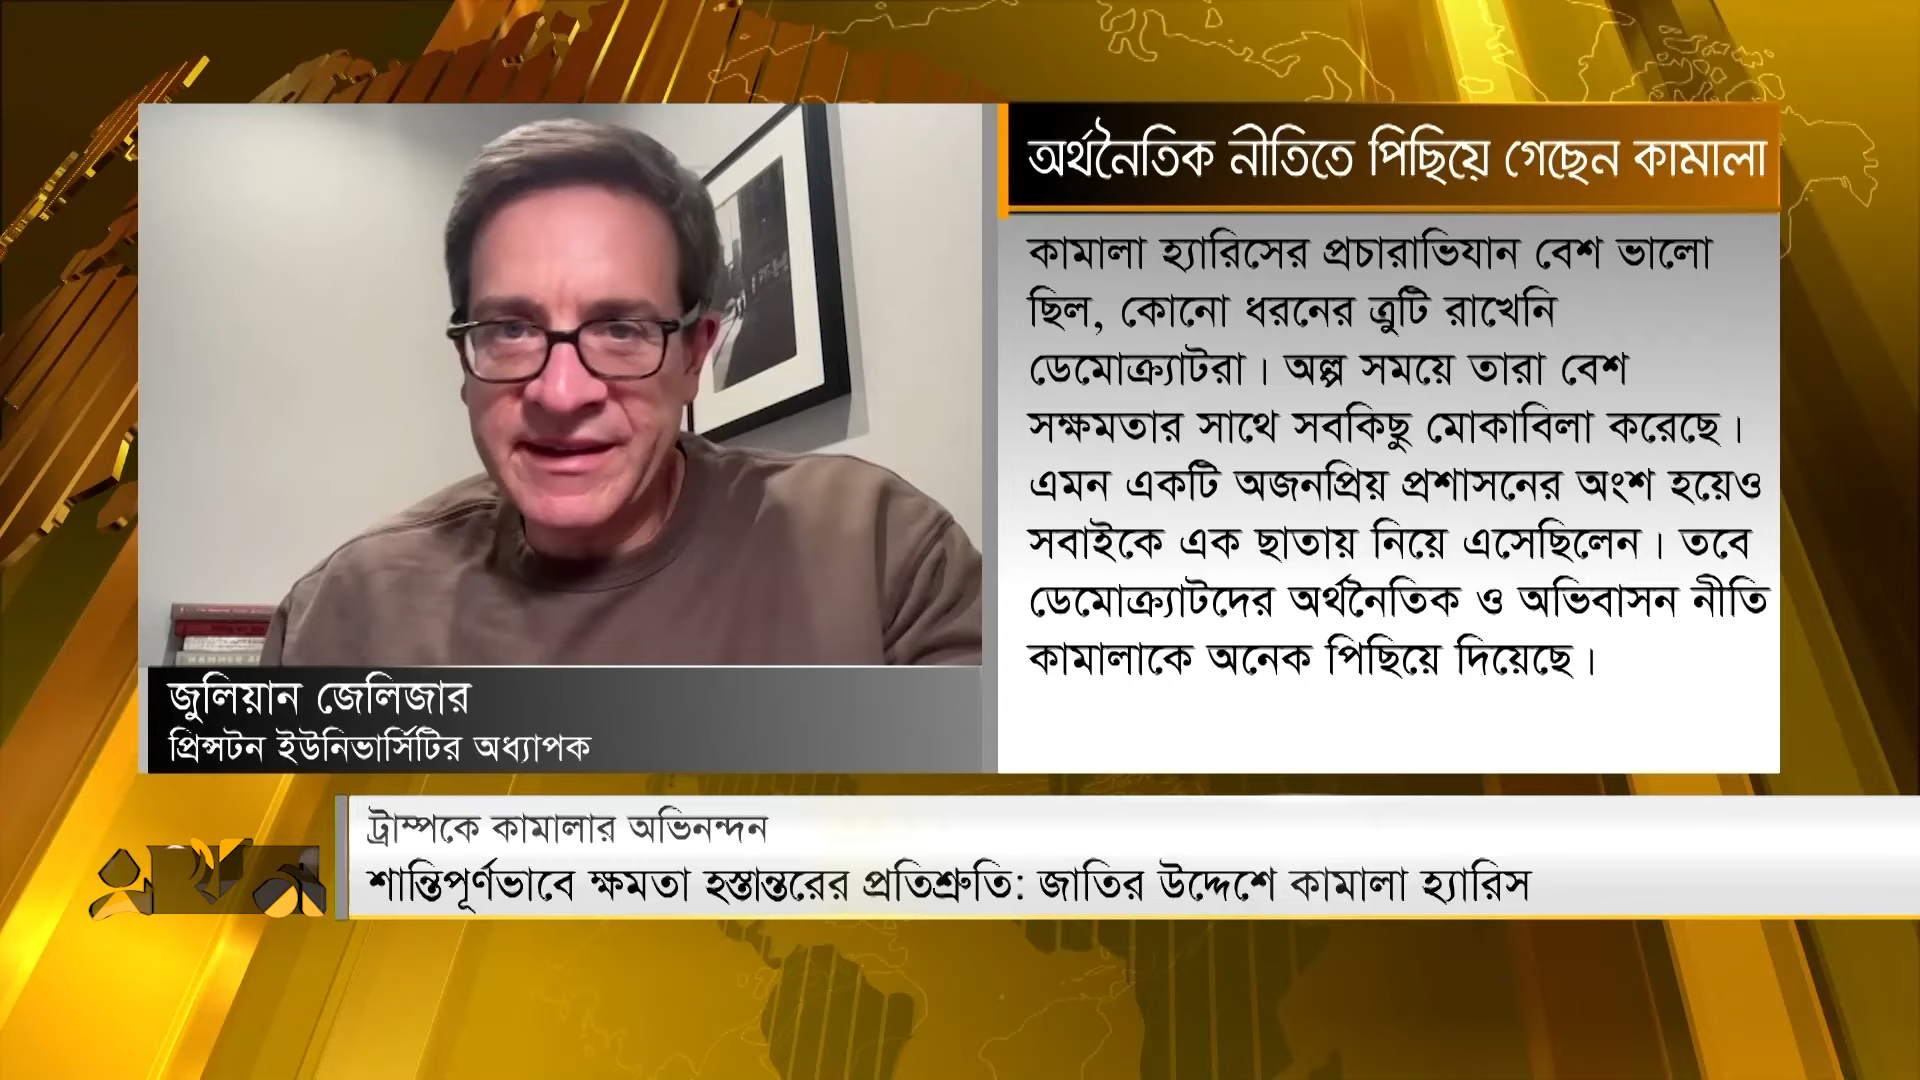 অর্থনৈতিক নীতিতে পিছিয়ে গেছেন কামালা
কামালা হ্যারিসের প্রচারাভিযান বেশ ভালো
ছিল, কোনো ধরনের ত্রুটি রাখেনি
ডেমোক্র্যাটরা। অল্প সময়ে তারা বেশ
সক্ষমতার সাথে সবকিছু মোকাবিলা করেছে।
এমন একটি অজনপ্রিয় প্রশাসনের অংশ হয়েও
সবাইকে এক ছাতায় নিয়ে এসেছিলেন। তবে
ডেমোক্র্যাটদের অর্থনৈতিক ও অভিবাসন নীতি
কামালাকে অনেক পিছিয়ে দিয়েছে।
জুলিয়ান জেলিজার
প্রিন্সটন ইউনিভার্সিটির অধ্যাপক
ট্রাম্পকে কামালার অভিনন্দন
শান্তিপূর্ণভাবে ক্ষমতা হস্তান্তরের প্রতিশ্রুতি: জাতির উদ্দেশে কামালা হ্যারিস